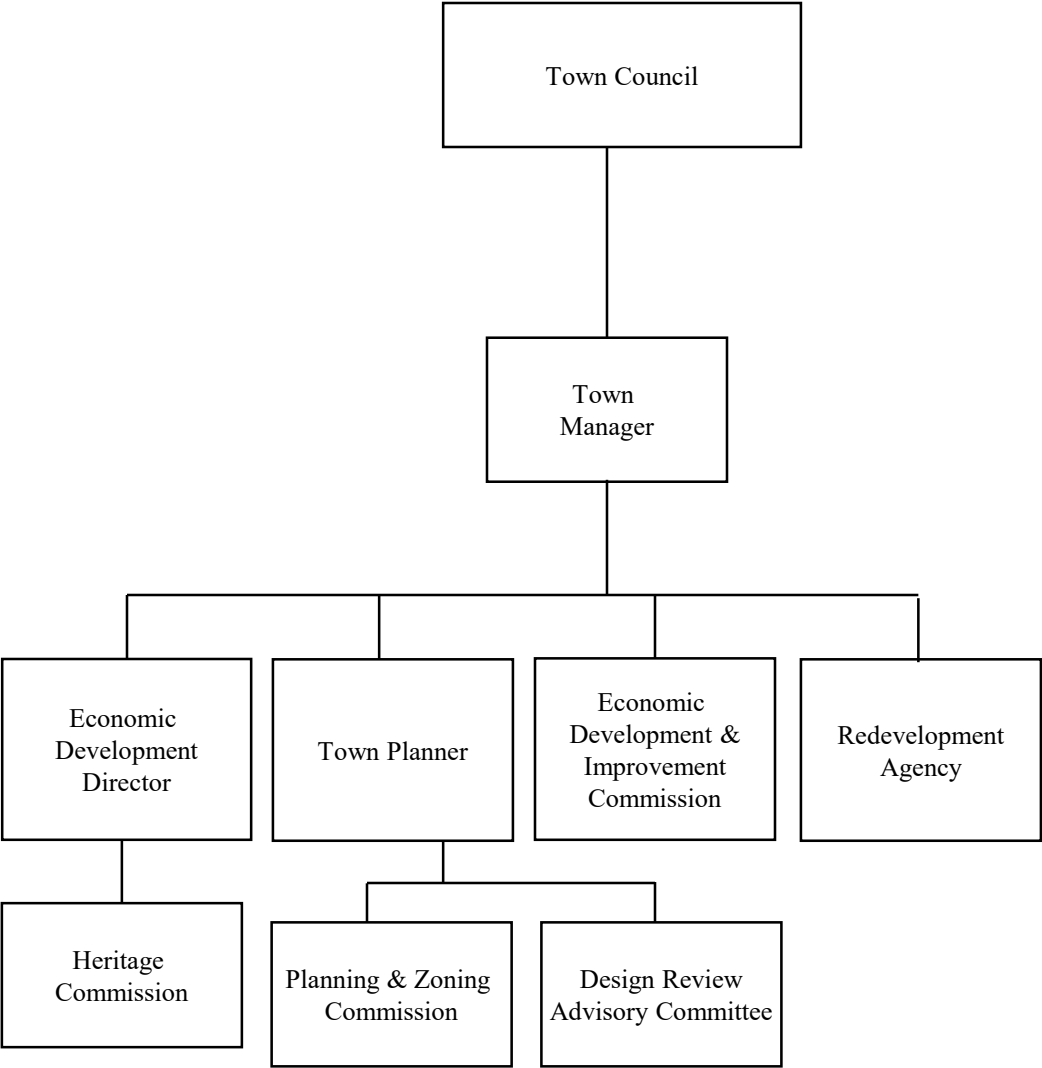 Town Council
Town
Manager
Economic
Development
Director
Town Planner
Economic
Development &
Improvement
Commission
Redevelopment
Agency
Heritage
Commission
Planning & Zoning
Commission
Design Review
Advisory Committee